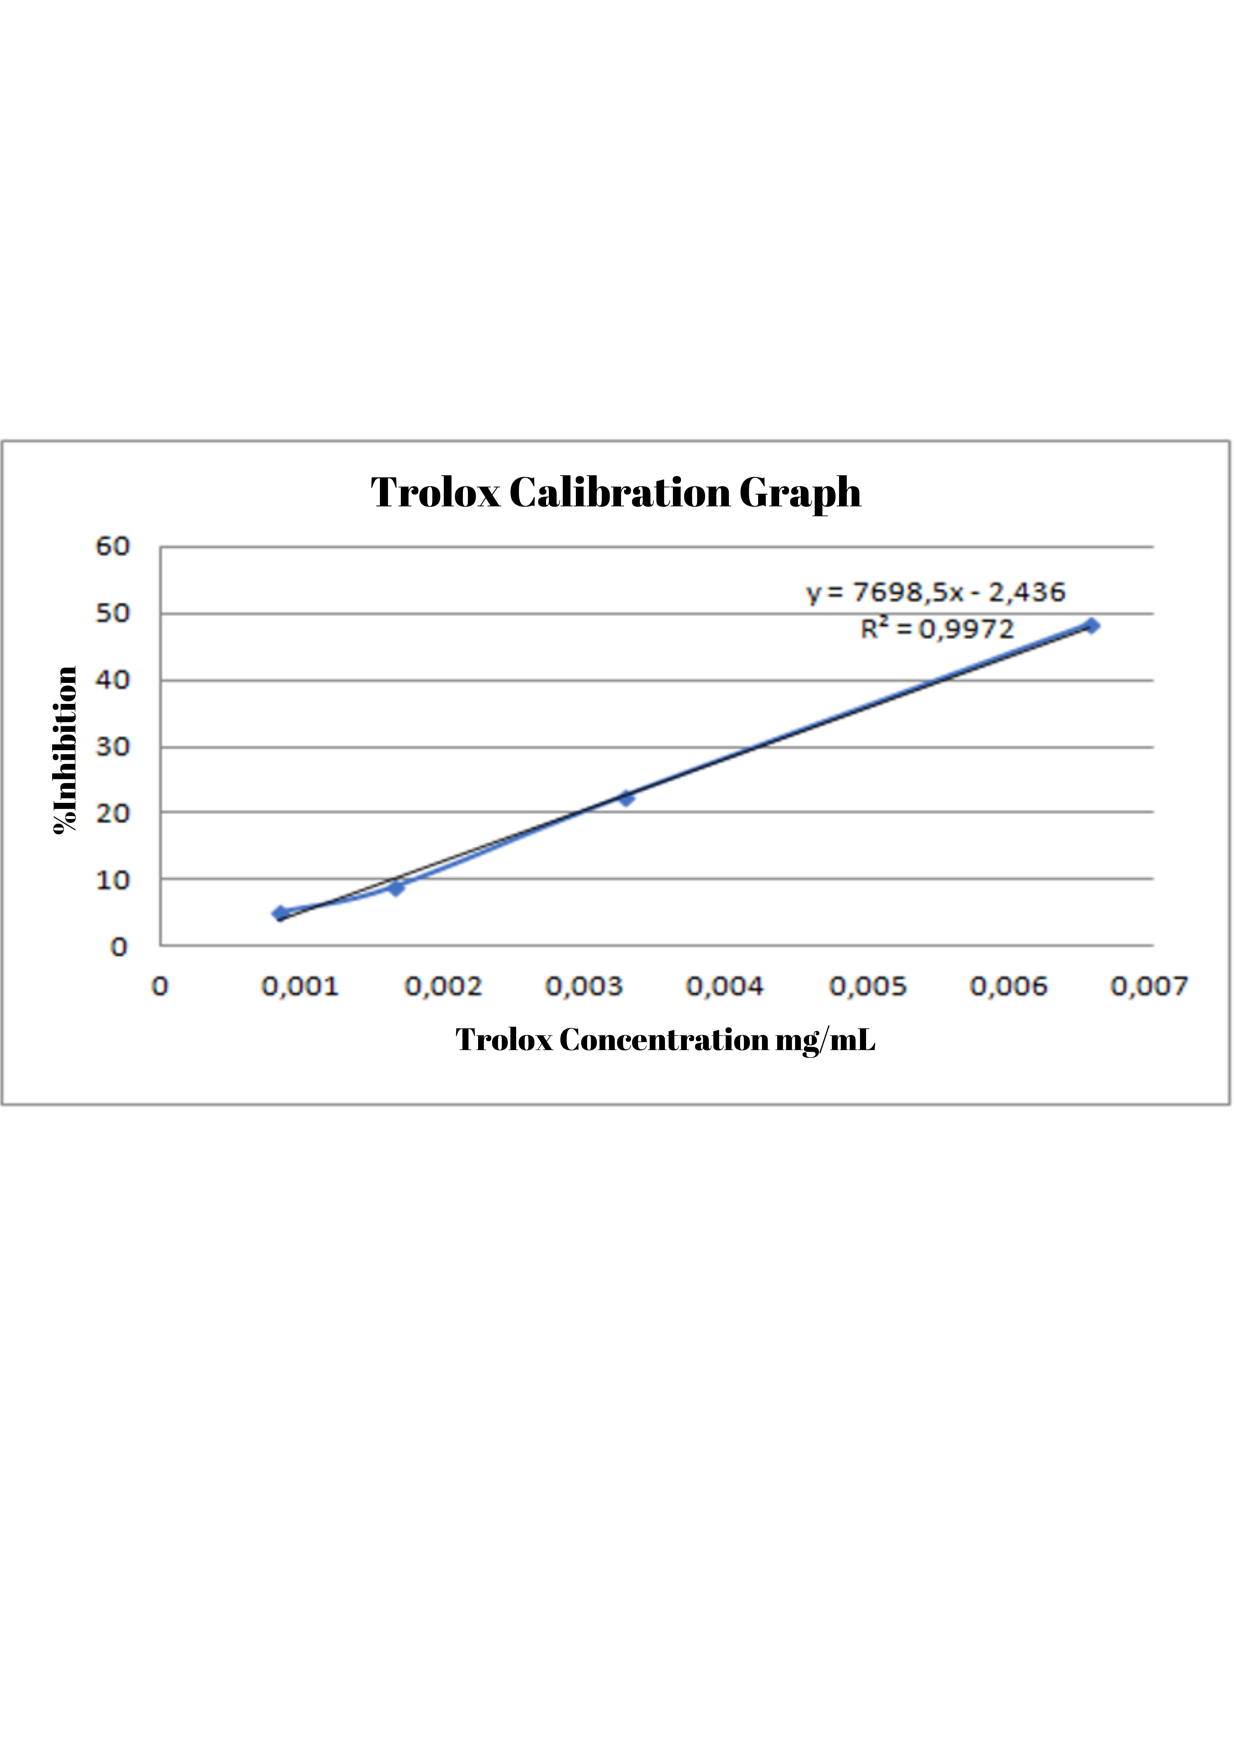 Trolox Calibration Graph
y = 7698,5x - 2,436
R² = 0,9972
60
50
40
30
20
10
0
%Inhibition
0 0,001 0,002 0,003 0,004 0,005 0,006 0,007
Trolox Concentration mg/mL